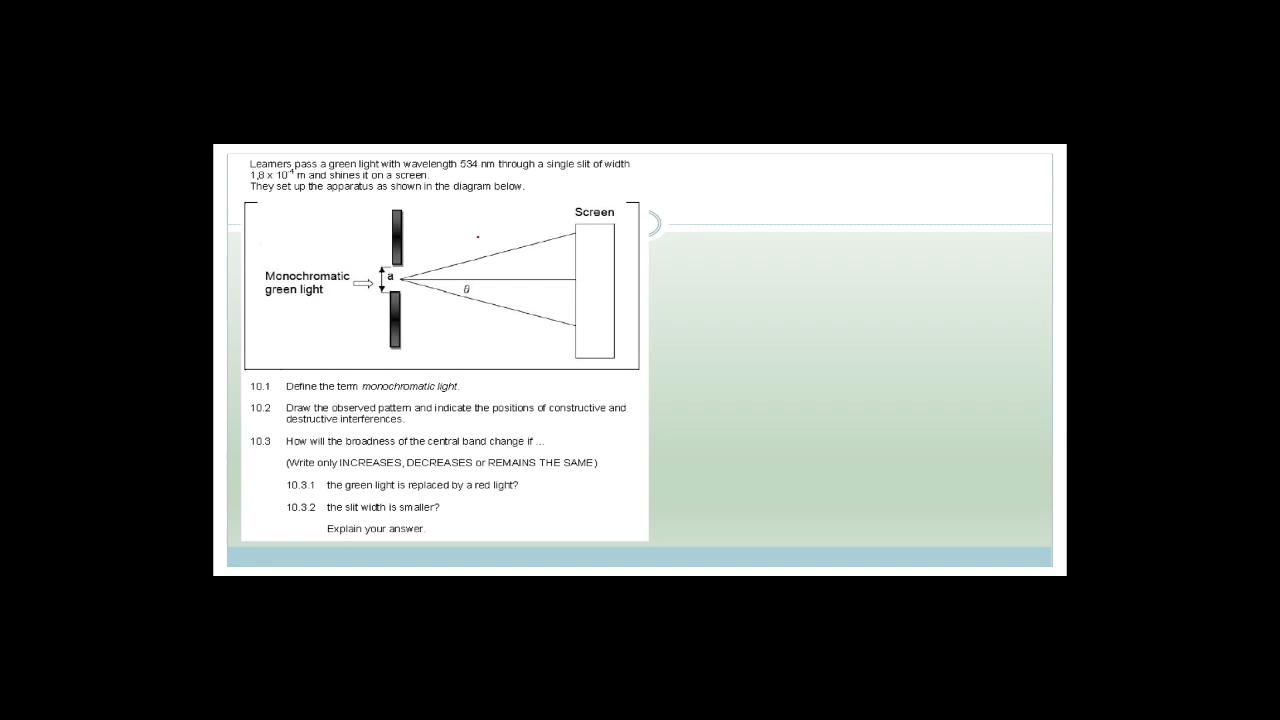 Learners pass a green light with wavelength 534 nm through a single slit of width
1,8 x 10⁻⁴ m and shines it on a screen.
They set up the apparatus as shown in the diagram below.
Screen
Monochromatic
green light
a
θ
10.1 Define the term monochromatic light.
10.2 Draw the observed pattern and indicate the positions of constructive and
destructive interferences.
10.3 How will the broadness of the central band change if ...
(Write only INCREASES, DECREASES or REMAINS THE SAME)
10.3.1 the green light is replaced by a red light?
10.3.2 the slit width is smaller?
Explain your answer.